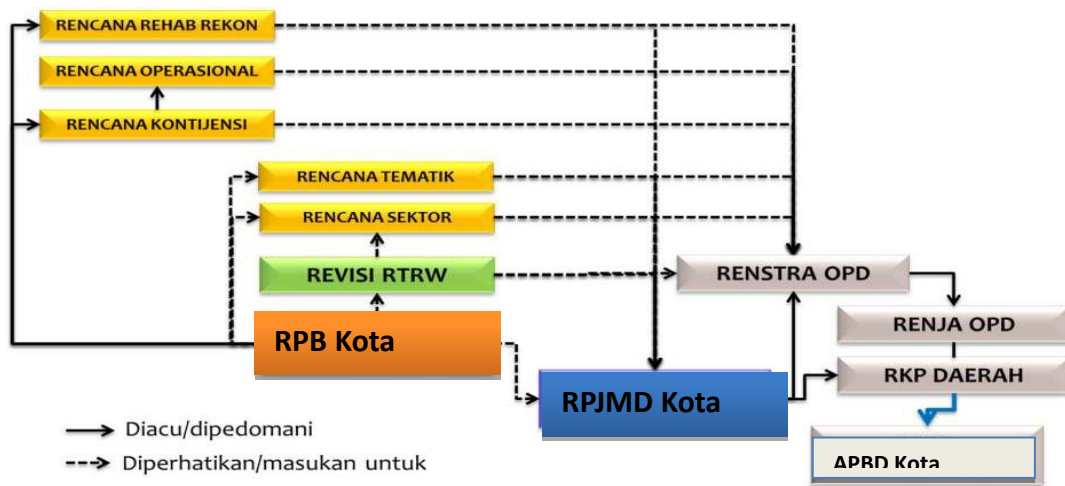 RENCANA REHAB REKON
RENCANA OPERASIONAL
RENCANA KONTIJENSI
RENCANA TEMATIK
RENCANA SEKTOR
REVISI RTRW
RENSTRA OPD
RENJA OPD
RPB Kota
RKP DAERAH
RPJMD Kota
Diacu/dipedomani
Diperhatikan/masukan untuk
APBD Kota